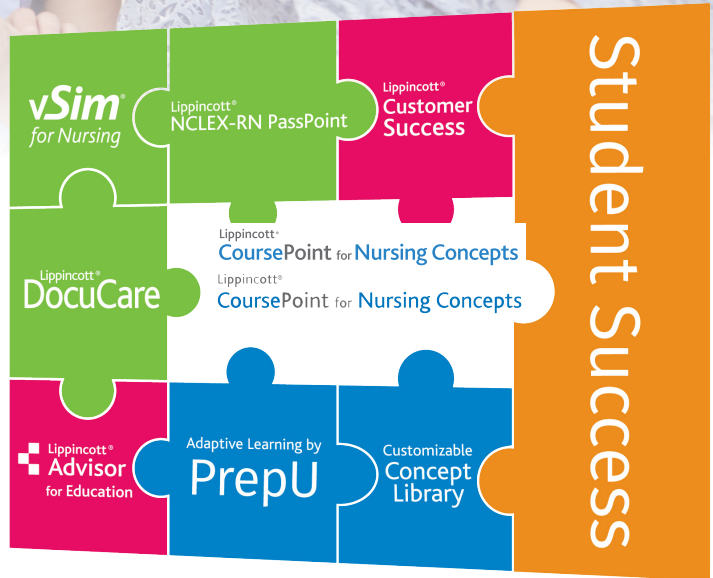 vSim®
for Nursing
Lippincott®
NCLEX-RN PassPoint
Lippincott®
Customer
Success
Student Success
Lippincott®
DocuCare
Lippincott®
CoursePoint for Nursing Concepts
Lippincott®
CoursePoint for Nursing Concepts
Lippincott®
Advisor
for Education
Adaptive Learning by
PrepU
Customizable
Concept
Library